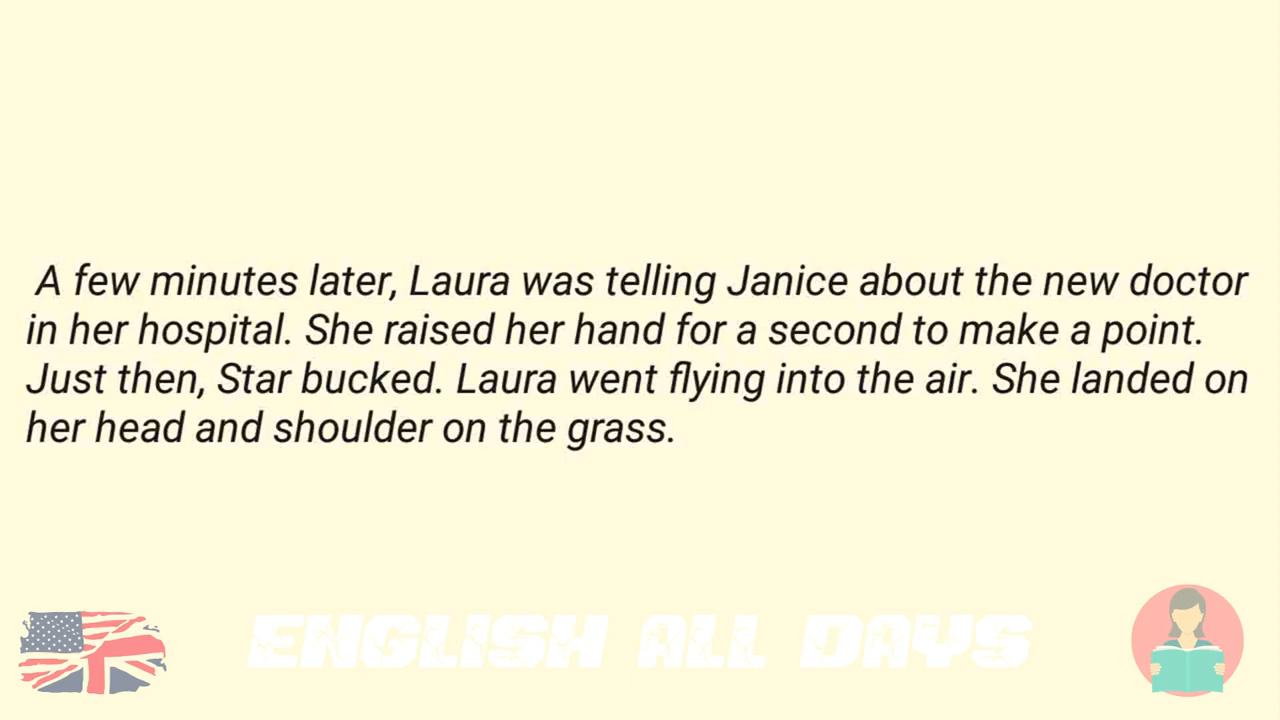 A few minutes later, Laura was telling Janice about the new doctor
in her hospital. She raised her hand for a second to make a point.
Just then, Star bucked. Laura went flying into the air. She landed on
her head and shoulder on the grass.
ENGLISH ALL DAYS